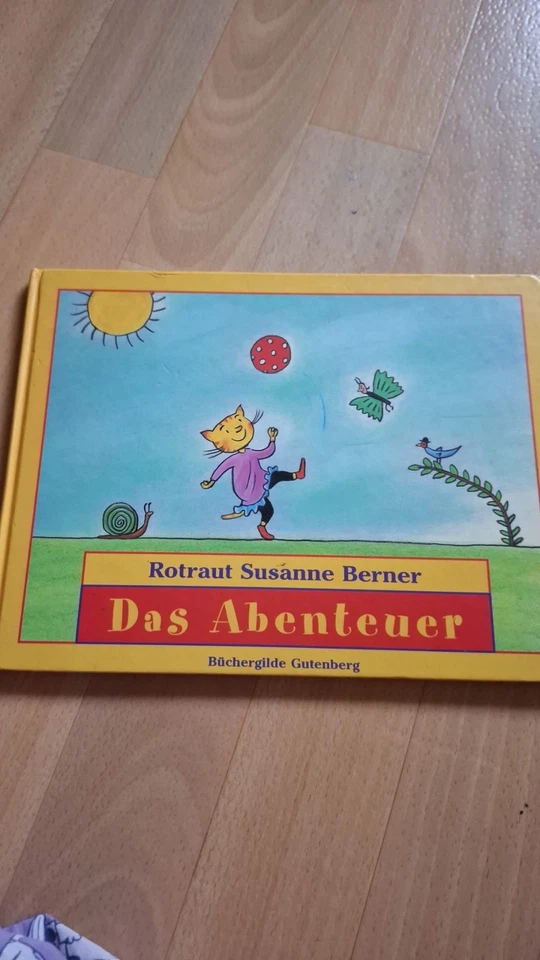 Rotraut Susanne Berner
Das Abenteuer
Büchergilde Gutenberg